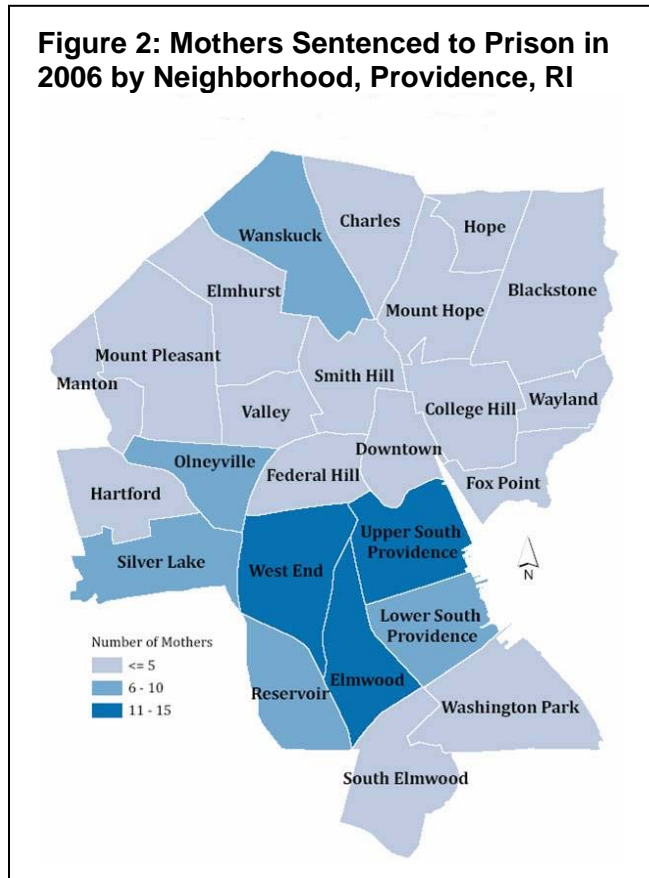 Figure 2: Mothers Sentenced to Prison in
2006 by Neighborhood, Providence, RI
Charles
Hope
Wanskuck
Blackstone
Elmhurst
Mount Hope
Mount Pleasant
Smith Hill
Manton
Wayland
Valley
College Hill
Downtown
Olneyville
Federal Hill
Fox Point
Hartford
Upper South
Providence
Silver Lake
West End
N
Lower South
Providence
Number of Mothers
<= 5
6 - 10
11 - 15
Elmwood
Reservoir
Washington Park
South Elmwood